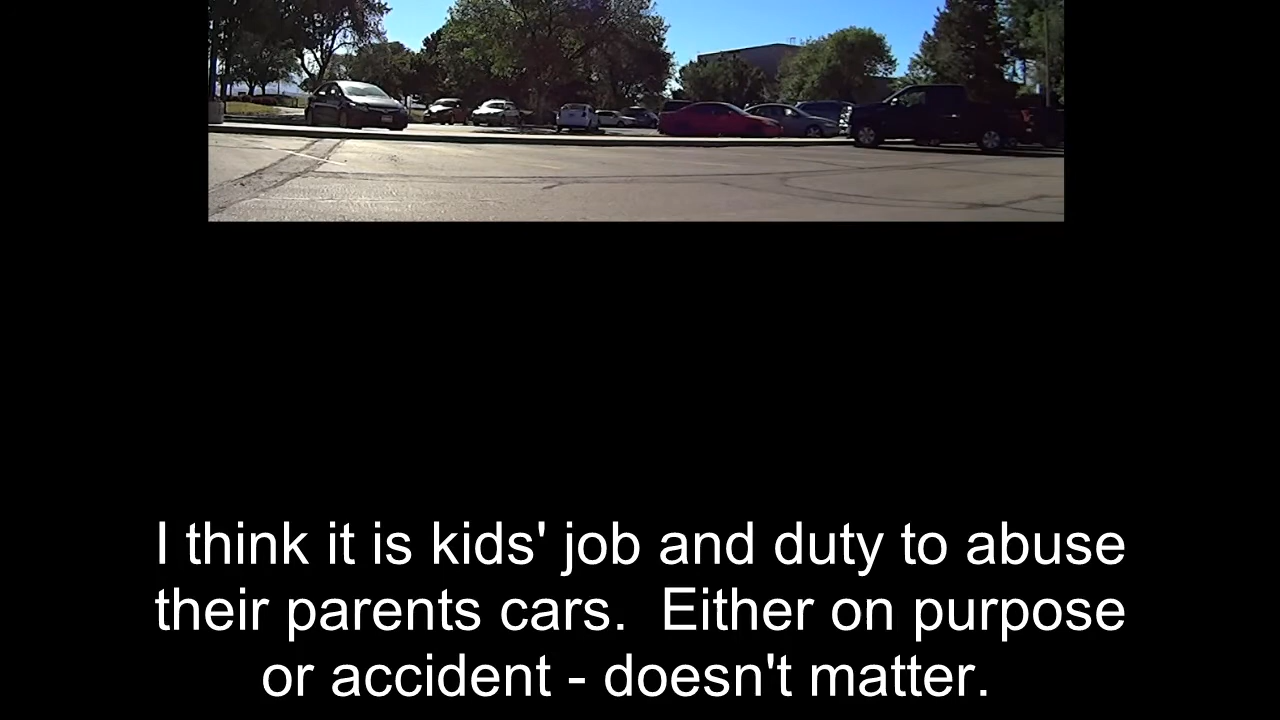 I think it is kids' job and duty to abuse
their parents cars.  Either on purpose
or accident - doesn't matter.